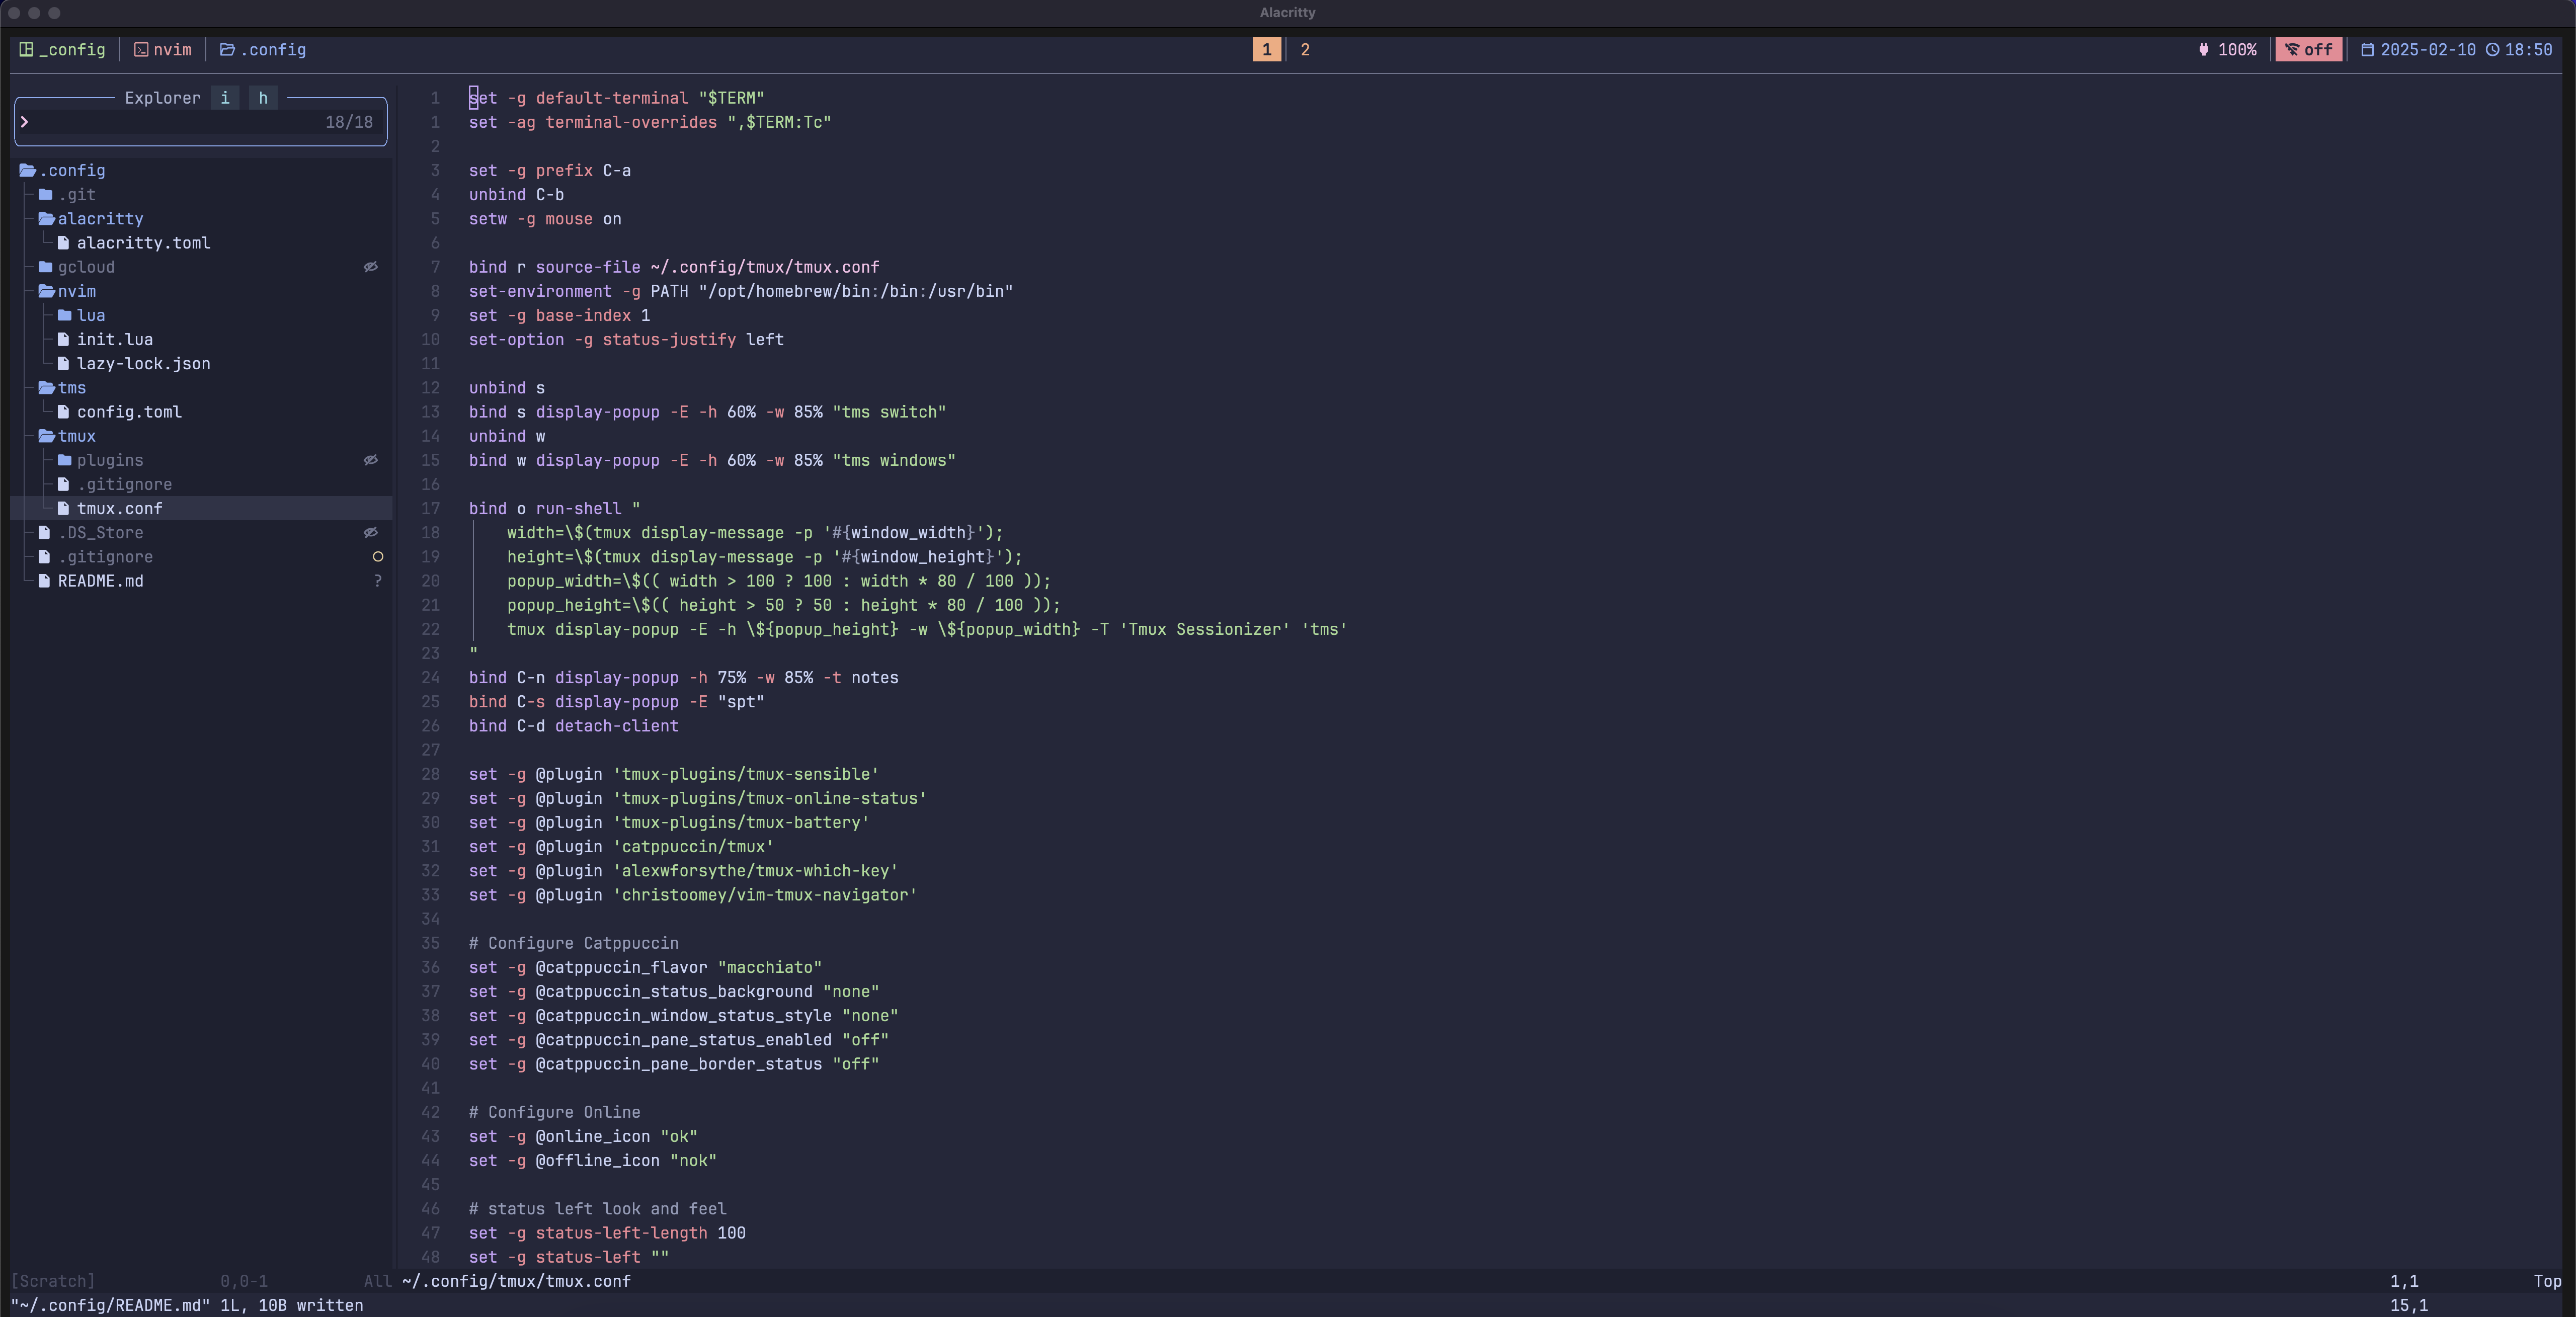 Alacritty
_config nvim .config 1 2 100% off 2025-02-10 18:50
Explorer i h
> 18/18
.config
.git
alacritty
alacritty.toml
gcloud
nvim
lua
init.lua
lazy-lock.json
tms
config.toml
tmux
plugins
.gitignore
tmux.conf
.DS_Store
.gitignore
README.md ?
1 set -g default-terminal "$TERM"
1 set -ag terminal-overrides ",$TERM:Tc"
2
3 set -g prefix C-a
4 unbind C-b
5 setw -g mouse on
6
7 bind r source-file ~/.config/tmux/tmux.conf
8 set-environment -g PATH "/opt/homebrew/bin:/bin:/usr/bin"
9 set -g base-index 1
10 set-option -g status-justify left
11
12 unbind s
13 bind s display-popup -E -h 60% -w 85% "tms switch"
14 unbind w
15 bind w display-popup -E -h 60% -w 85% "tms windows"
16
17 bind o run-shell "
18 width=\$(tmux display-message -p '#{window_width}');
19 height=\$(tmux display-message -p '#{window_height}');
20 popup_width=\$(( width > 100 ? 100 : width * 80 / 100 ));
21 popup_height=\$(( height > 50 ? 50 : height * 80 / 100 ));
22 tmux display-popup -E -h \${popup_height} -w \${popup_width} -T 'Tmux Sessionizer' 'tms'
23 "
24 bind C-n display-popup -h 75% -w 85% -t notes
25 bind C-s display-popup -E "spt"
26 bind C-d detach-client
27
28 set -g @plugin 'tmux-plugins/tmux-sensible'
29 set -g @plugin 'tmux-plugins/tmux-online-status'
30 set -g @plugin 'tmux-plugins/tmux-battery'
31 set -g @plugin 'catppuccin/tmux'
32 set -g @plugin 'alexwforsythe/tmux-which-key'
33 set -g @plugin 'christoomey/vim-tmux-navigator'
34
35 # Configure Catppuccin
36 set -g @catppuccin_flavor "macchiato"
37 set -g @catppuccin_status_background "none"
38 set -g @catppuccin_window_status_style "none"
39 set -g @catppuccin_pane_status_enabled "off"
40 set -g @catppuccin_pane_border_status "off"
41
42 # Configure Online
43 set -g @online_icon "ok"
44 set -g @offline_icon "nok"
45
46 # status left look and feel
47 set -g status-left-length 100
48 set -g status-left ""
[Scratch] 0,0-1 All ~/.config/tmux/tmux.conf 1,1 Top
"~/.config/README.md" 1L, 10B written 15,1